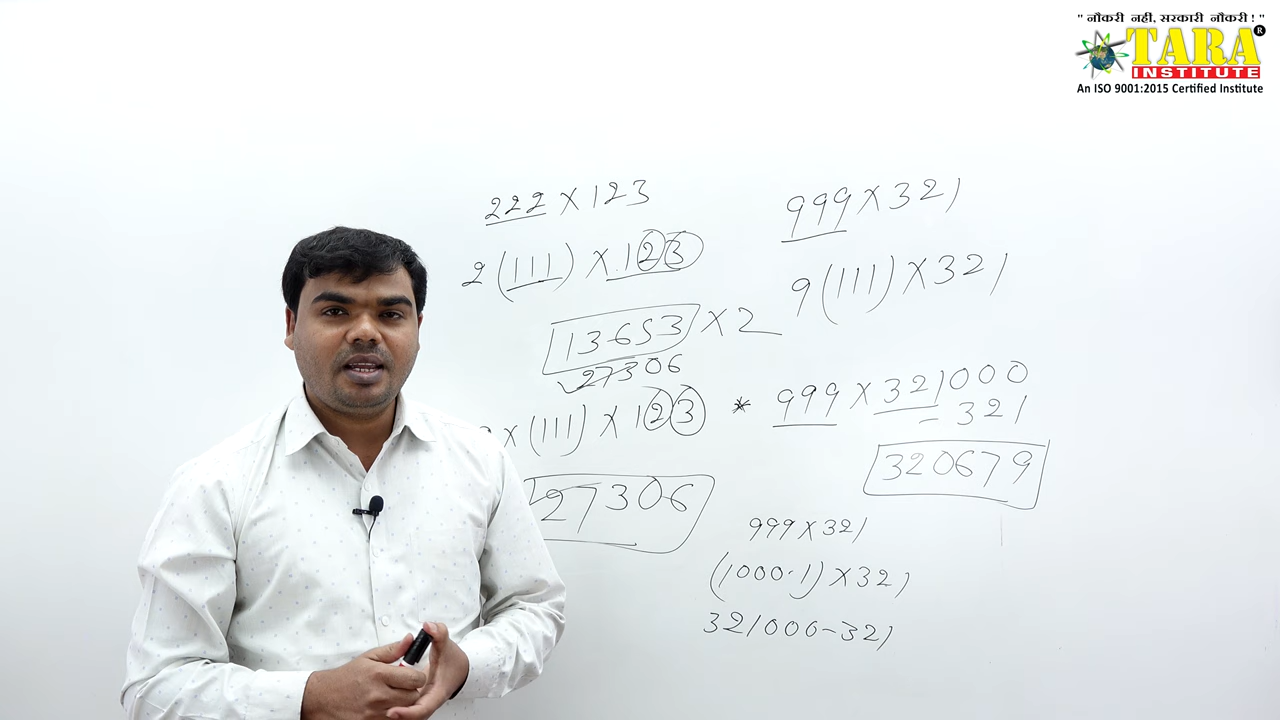 " नौकरी नहीं, सरकारी नौकरी ! "
TARA ®
INSTITUTE
An ISO 9001:2015 Certified Institute
222 × 123
2 (111) × 123
13653 × 2
27306
× (111) × 123
27306
999 × 321
9 (111) × 321
* 999 × 321000
= 321
320679
999 × 321
(1000-1) × 321
321000-321